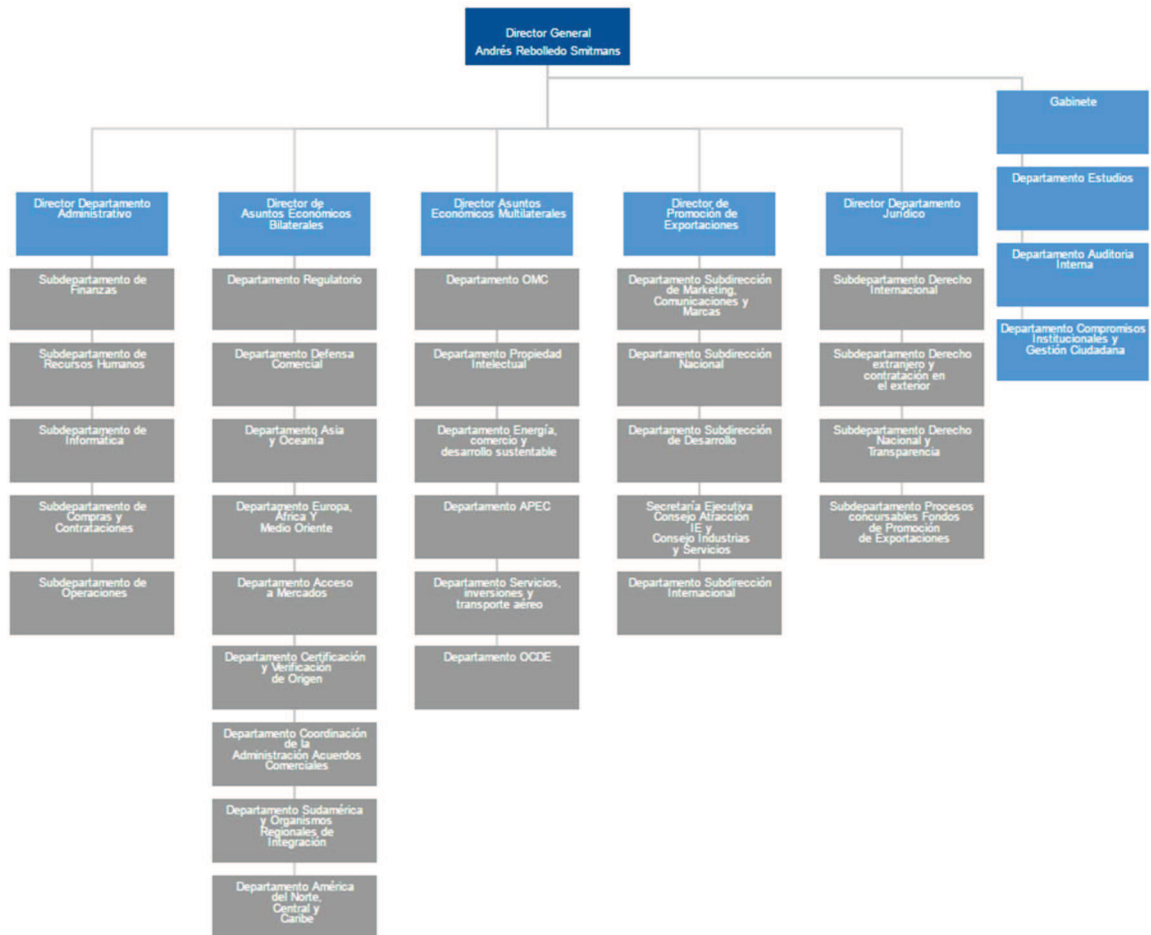 Director General
Andrés Rebolledo Smitmans
Gabinete
Departamento Estudios
Departamento Auditoria
Interna
Departamento Compromisos
Institucionales y
Gestión Ciudadana
Director Departamento
Administrativo
Subdepartamento de
Finanzas
Subdepartamento de
Recursos Humanos
Subdepartamento de
Informática
Subdepartamento de
Compras y
Contrataciones
Subdepartamento de
Operaciones
Director de
Asuntos Económicos
Bilaterales
Departamento Regulatorio
Departamento Defensa
Comercial
Departamento Asia
y Oceanía
Departamento Europa,
África Y
Medio Oriente
Departamento Acceso
a Mercados
Departamento Certificación
y Verificación
de Origen
Departamento Coordinación
de la
Administración Acuerdos
Comerciales
Departamento Sudamérica
y Organismos
Regionales de
Integración
Departamento América
del Norte,
Central y
Caribe
Director Asuntos
Económicos Multilaterales
Departamento OMC
Departamento Propiedad
Intelectual
Departamento Energía,
comercio y
desarrollo sustentable
Departamento APEC
Departamento Servicios,
inversiones y
transporte aéreo
Departamento OCDE
Director de
Promoción de
Exportaciones
Departamento Subdirección
de Marketing,
Comunicaciones y
Marcas
Departamento Subdirección
Nacional
Departamento Subdirección
de Desarrollo
Secretaría Ejecutiva
Consejo Atracción
IE y
Consejo Industrias
y Servicios
Departamento Subdirección
Internacional
Director Departamento
Jurídico
Subdepartamento Derecho
Internacional
Subdepartamento Derecho
extranjero y
contratación en
el exterior
Subdepartamento Derecho
Nacional y
Transparencia
Subdepartamento Procesos
concursables Fondos
de Promoción
de Exportaciones